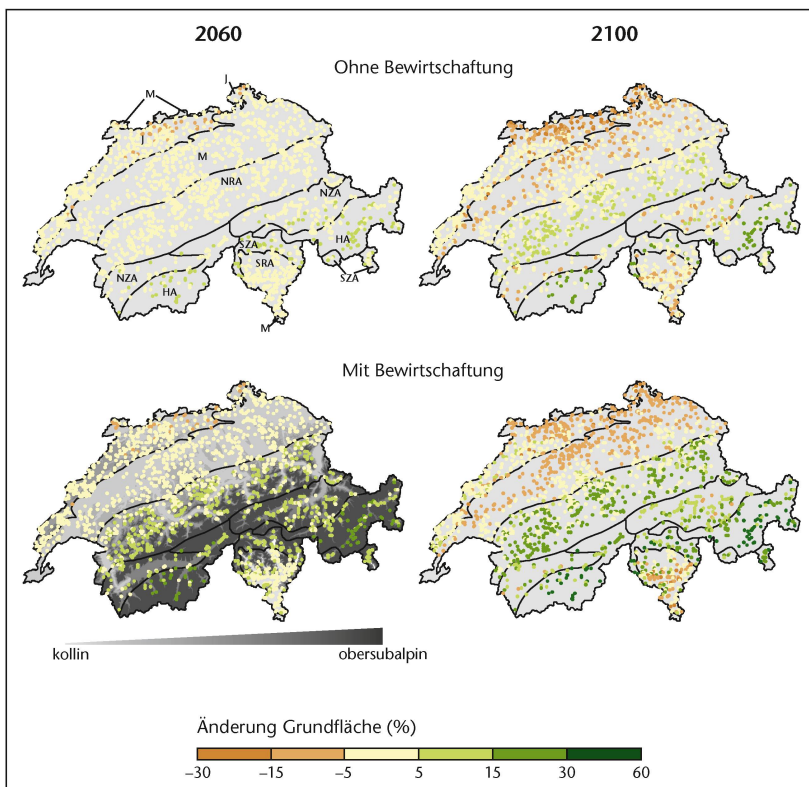 2060 2100
Ohne Bewirtschaftung
J
M
J
M
NRA
NZA
HA
SZA
SRA
NZA
HA
SZA
M
Mit Bewirtschaftung
kollin obersubalpin
Änderung Grundfläche (%)
–30 –15 –5 5 15 30 60